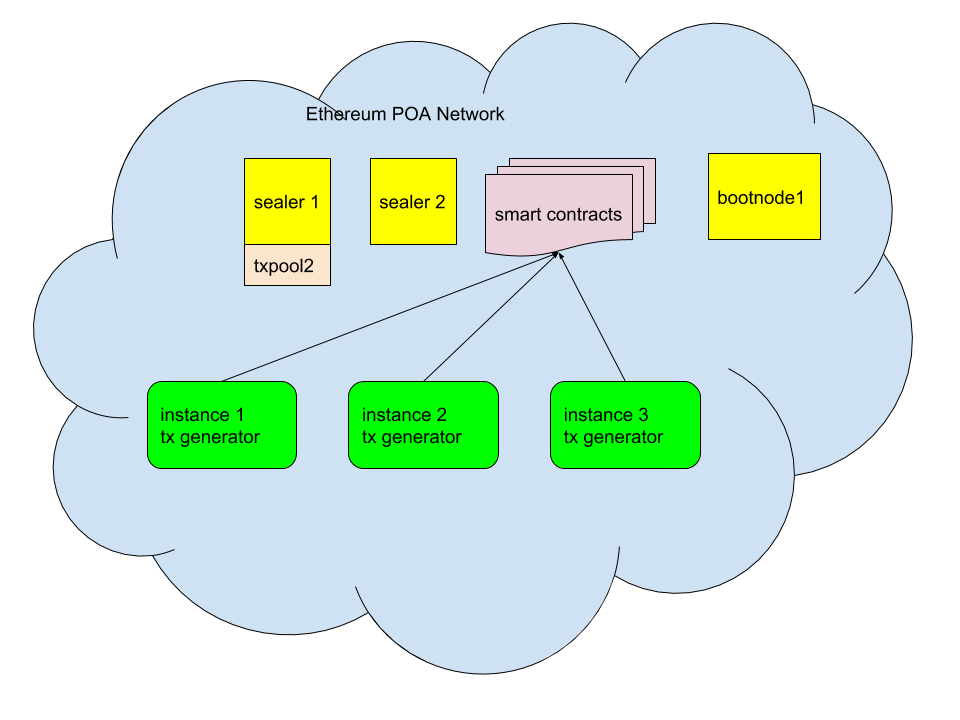 Ethereum POA Network
sealer 1
sealer 2
smart contracts
bootnode1
txpool2
instance 1
tx generator
instance 2
tx generator
instance 3
tx generator